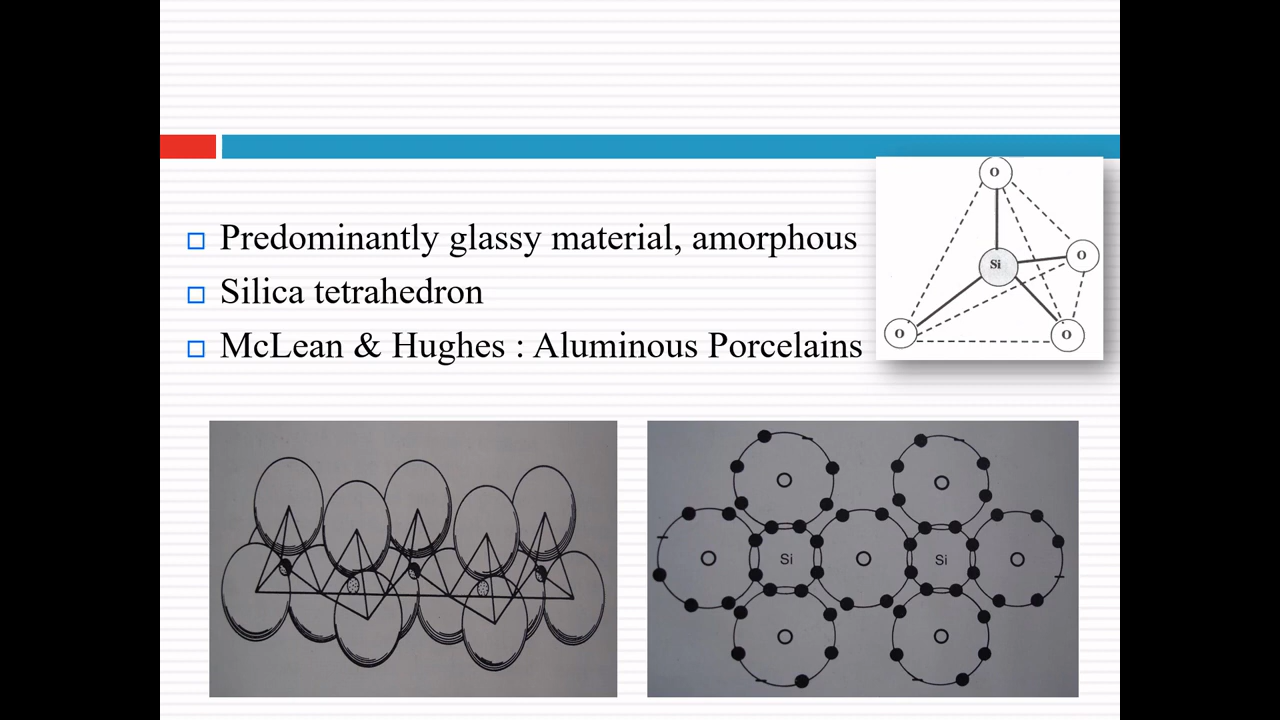 Predominantly glassy material, amorphous
Silica tetrahedron
McLean & Hughes : Aluminous Porcelains
O
Si
O
O
O
O
O
O
Si
O
Si
O
O
O